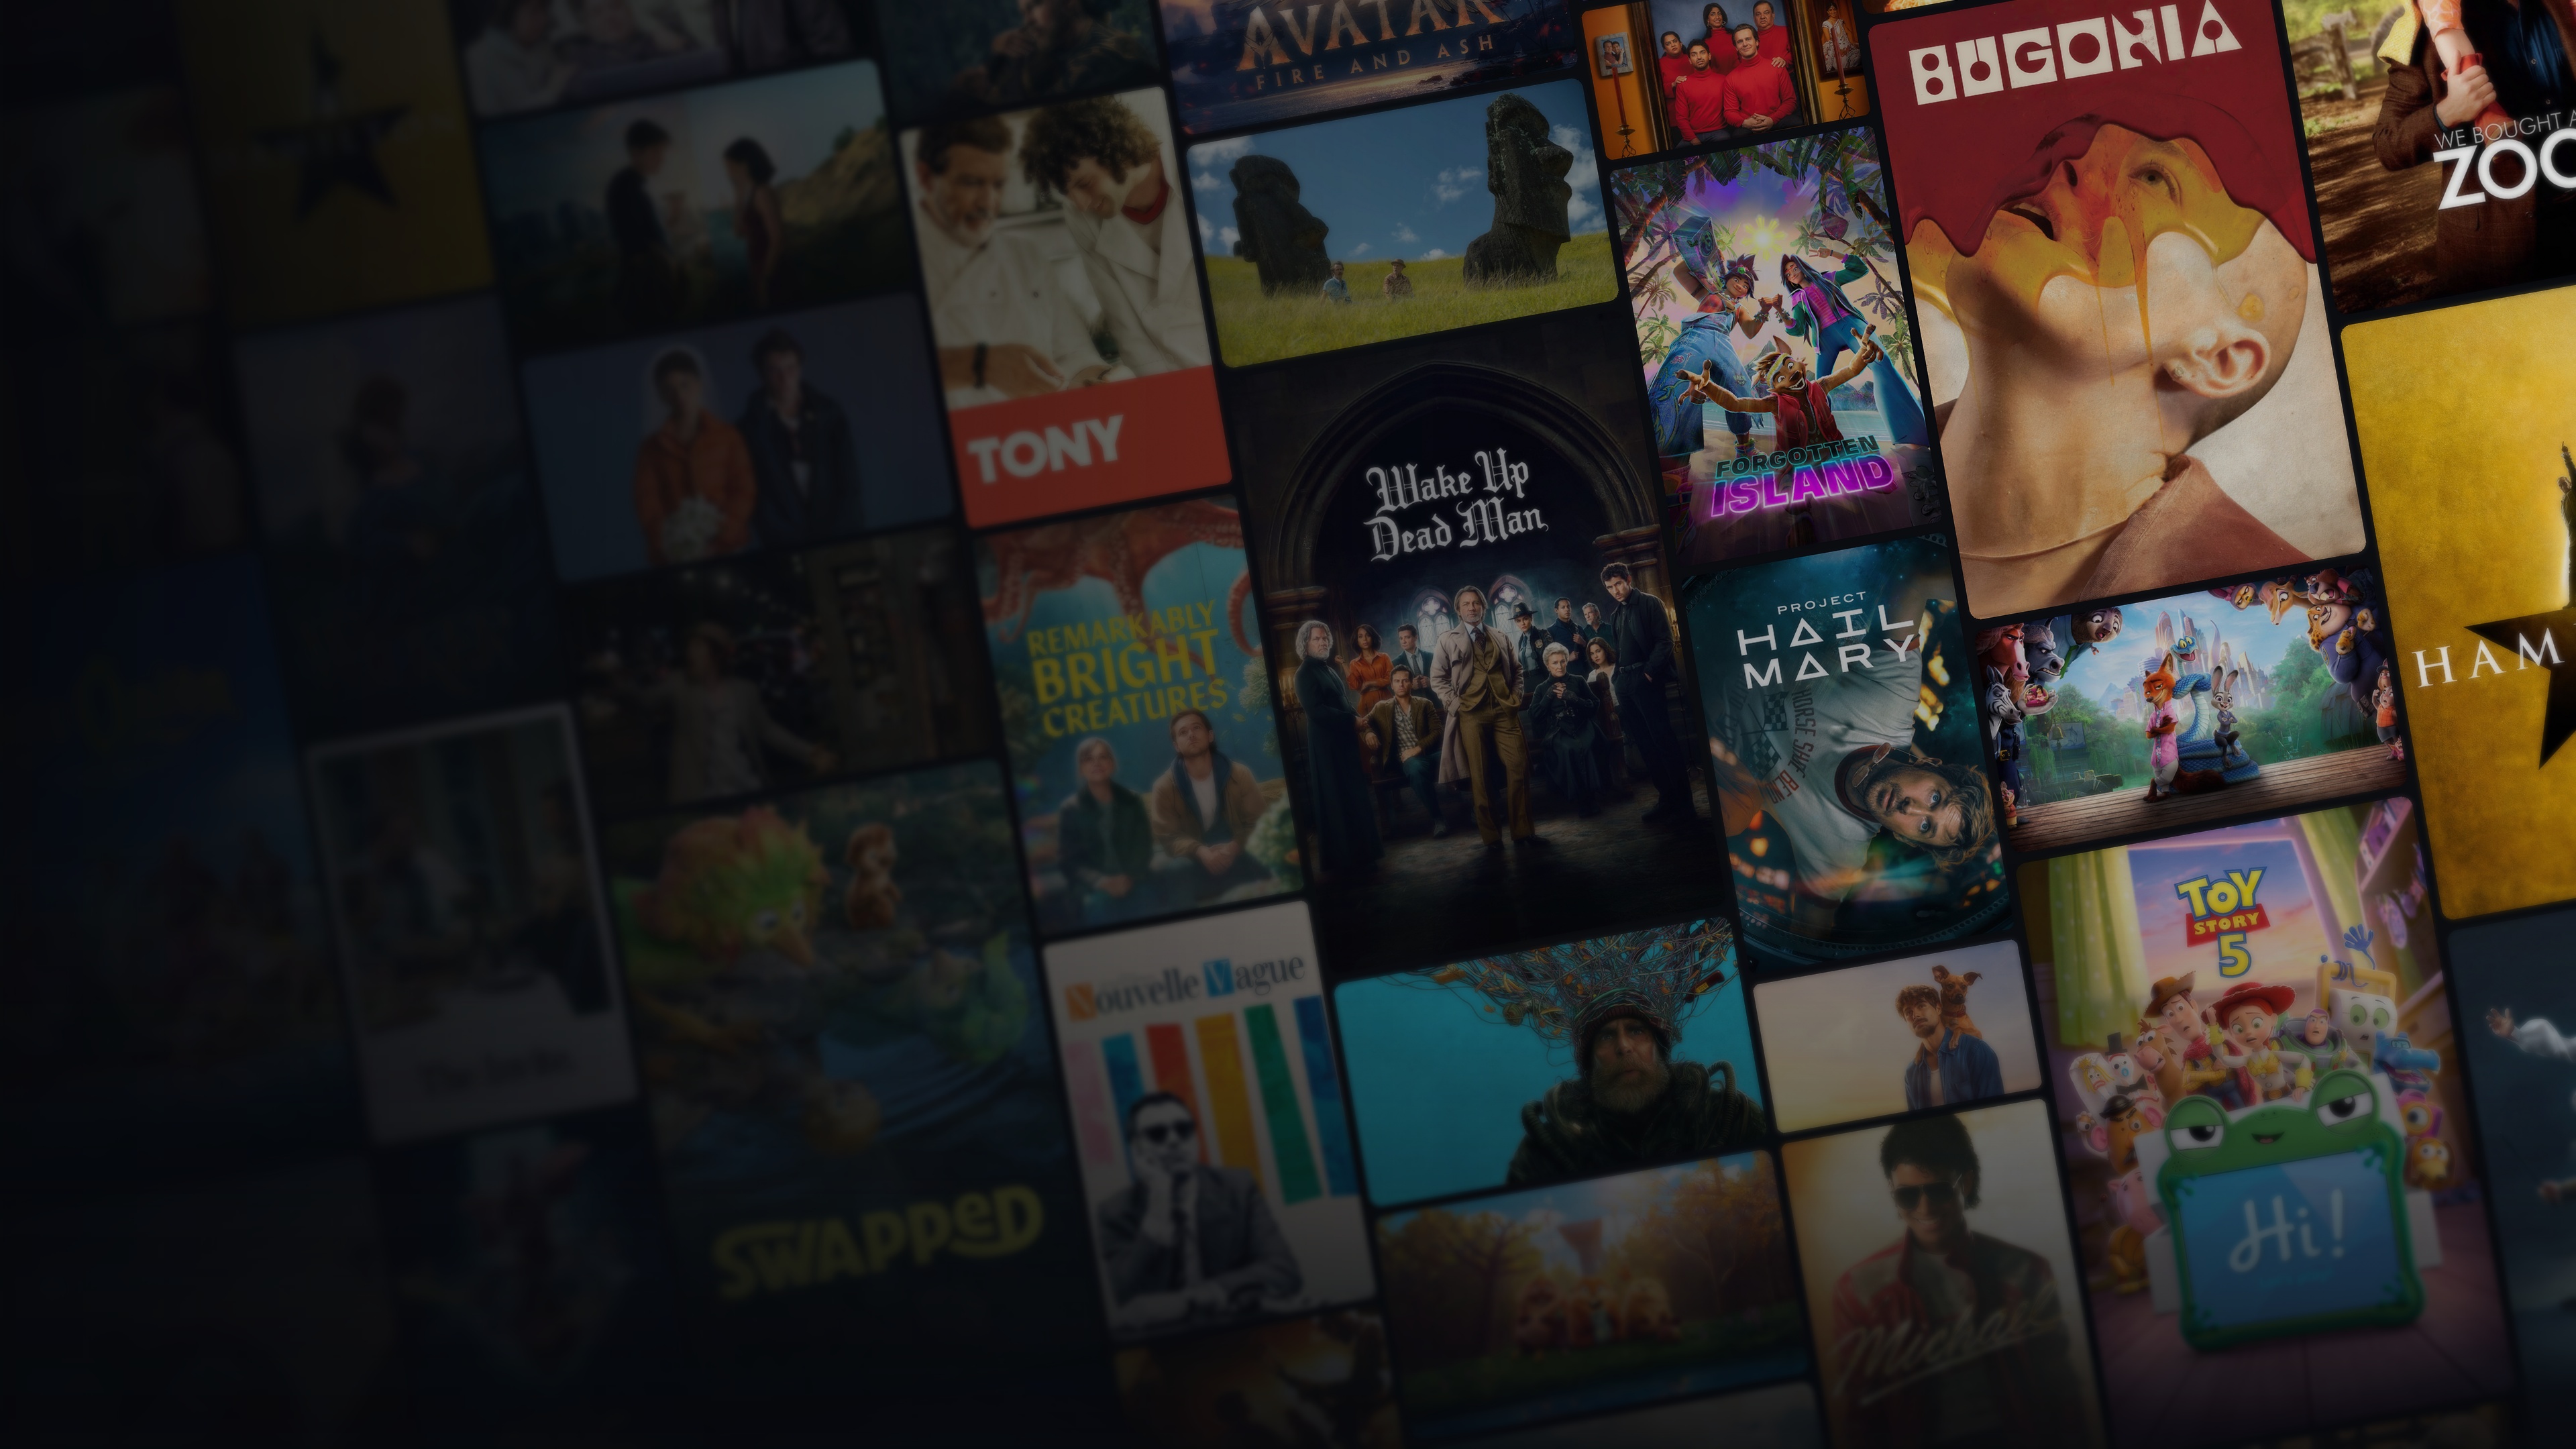 AVATAR
FIRE AND ASH
BUGONIA
WE BOUGHT A
ZOO
TONY
FORGOTTEN
ISLAND
Wake Up
Dead Man
REMARKABLY
BRIGHT
CREATURES
PROJECT
HAIL
MARY
HAM
TOY
STORY
5
Nouvelle Vague
Hi!
SWAPPED
Michael